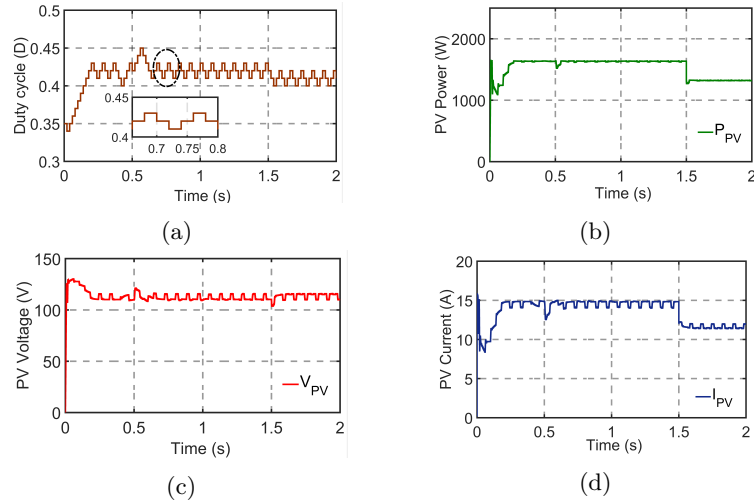 0.5
0.45
0.4
0.35
0.3
Duty cycle (D)
0.45
0.4
0.7 0.75 0.8
0 0.5 1 1.5 2
Time (s)
(a)
2000
1000
0
PV Power (W)
P_PV
0 0.5 1 1.5 2
Time (s)
(b)
150
100
50
0
PV Voltage (V)
V_PV
0 0.5 1 1.5 2
Time (s)
(c)
20
15
10
5
0
PV Current (A)
I_PV
0 0.5 1 1.5 2
Time (s)
(d)